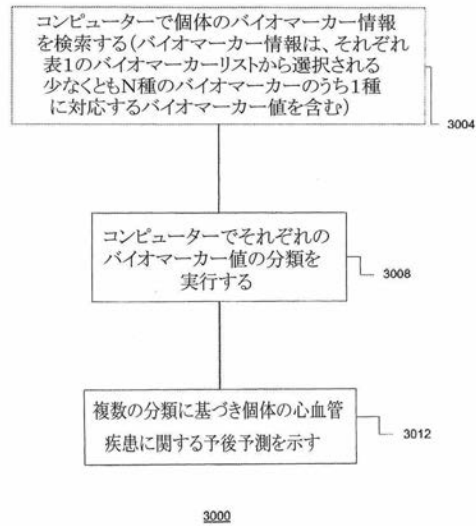 コンピューターで個体のバイオマーカー情報
を検索する(バイオマーカー情報は、それぞれ
表1のバイオマーカーリストから選択される
少なくともN種のバイオマーカーのうち1種
に対応するバイオマーカー値を含む)
3004
コンピューターでそれぞれの
バイオマーカー値の分類を
実行する
3008
複数の分類に基づき個体の心血管
疾患に関する予後予測を示す
3012
3000